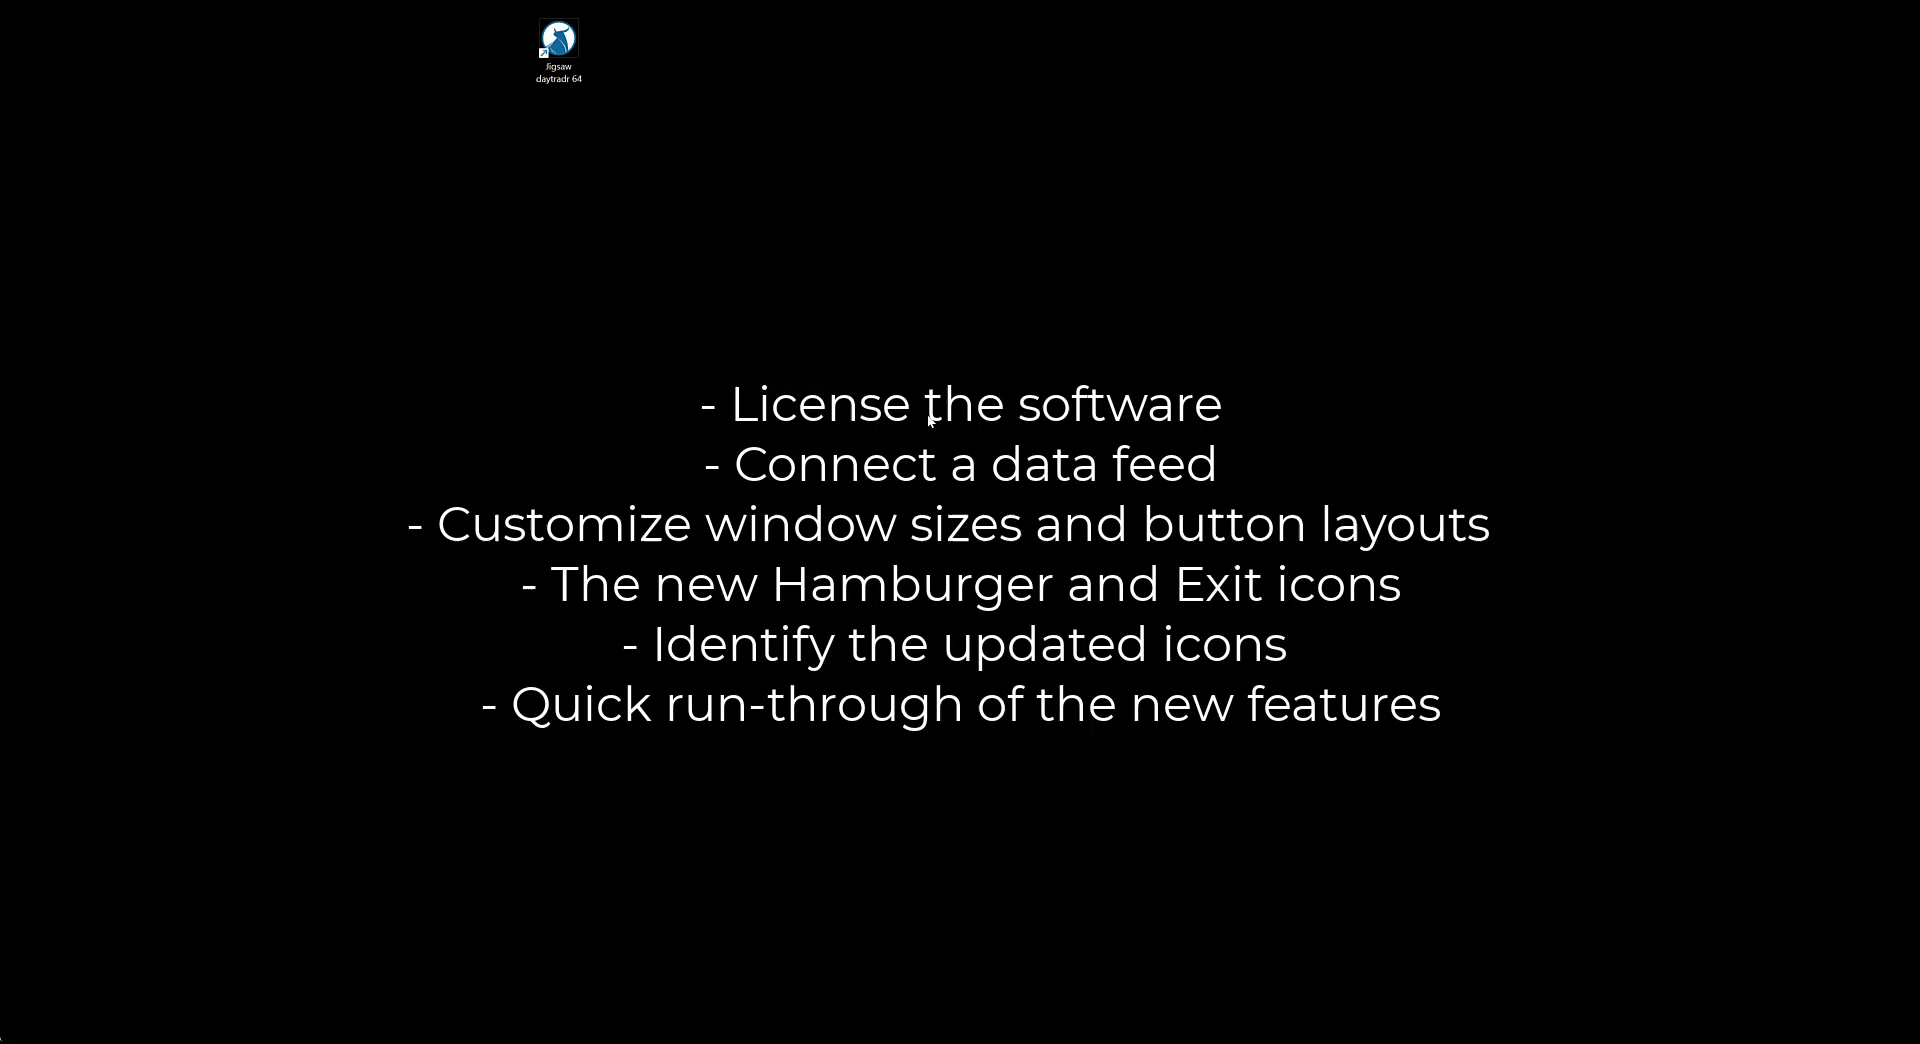 Jigsaw
daytradr 64
- License the software
- Connect a data feed
- Customize window sizes and button layouts
- The new Hamburger and Exit icons
- Identify the updated icons
- Quick run-through of the new features